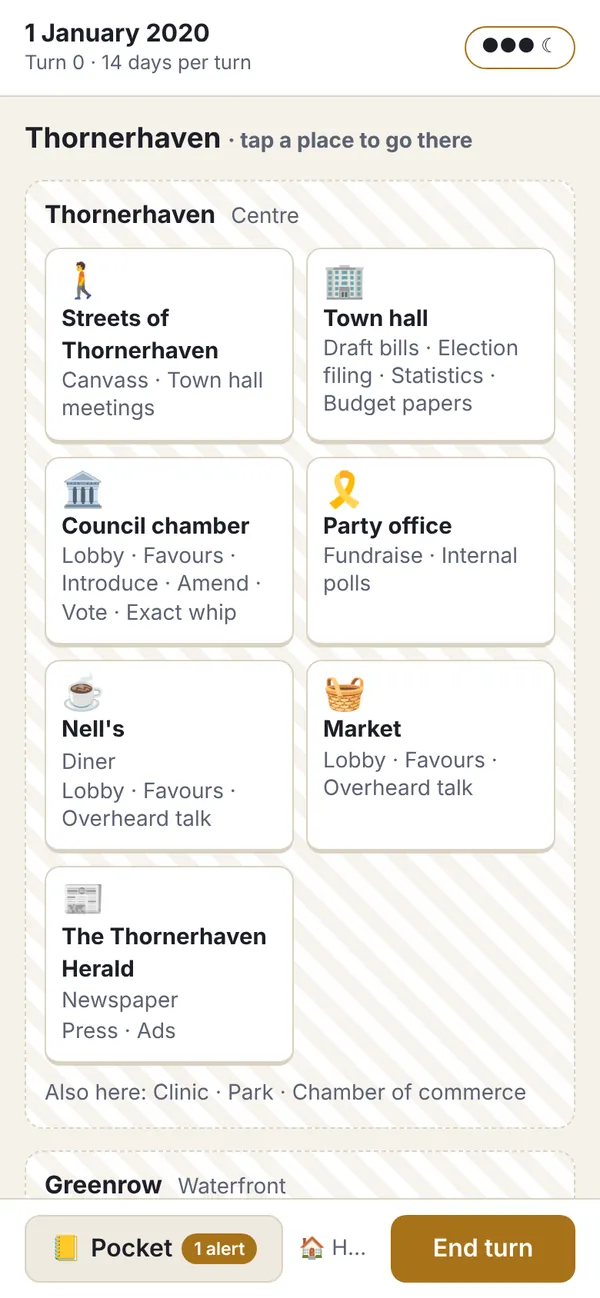 1 January 2020
Turn 0 · 14 days per turn
Thornerhaven · tap a place to go there
Thornerhaven Centre
Streets of
Thornerhaven
Canvass · Town hall
meetings
Town hall
Draft bills · Election
filing · Statistics ·
Budget papers
Council chamber
Lobby · Favours ·
Introduce · Amend ·
Vote · Exact whip
Party office
Fundraise · Internal
polls
Nell's
Diner
Lobby · Favours ·
Overheard talk
Market
Lobby · Favours ·
Overheard talk
The Thornerhaven
Herald
Newspaper
Press · Ads
Also here: Clinic · Park · Chamber of commerce
Greenrow Waterfront
Pocket 1 alert
H...
End turn